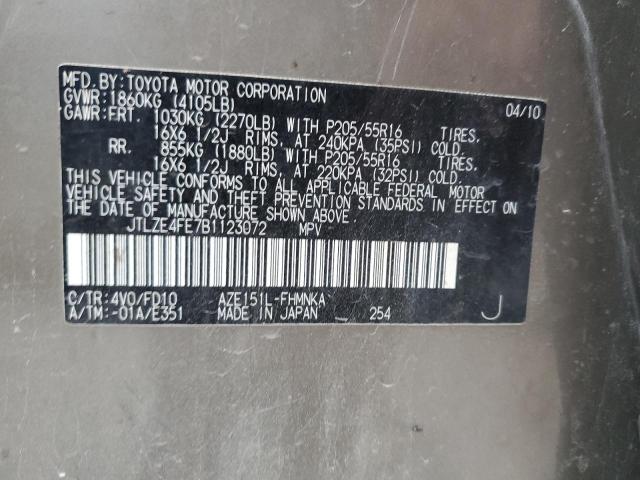 MFD. BY: TOYOTA MOTOR CORPORATION 04/10
GVWR: 1860KG (4105LB)
GAWR: FRT. 1030KG (2270LB) WITH P205/55R16 TIRES,
16X6 1/2J RIMS, AT 240KPA (35PSI) COLD.
RR. 855KG (1880LB) WITH P205/55R16 TIRES,
16X6 1/2J RIMS, AT 220KPA (32PSI) COLD.
THIS VEHICLE CONFORMS TO ALL APPLICABLE FEDERAL MOTOR
VEHICLE SAFETY AND THEFT PREVENTION STANDARDS IN EFFECT ON
THE DATE OF MANUFACTURE SHOWN ABOVE.
JTLZE4FE7B1123072 MPV
C/TR: 4V0/FD10 AZE151L-FHMNKA
A/TM: -01A/E351 MADE IN JAPAN 254 J